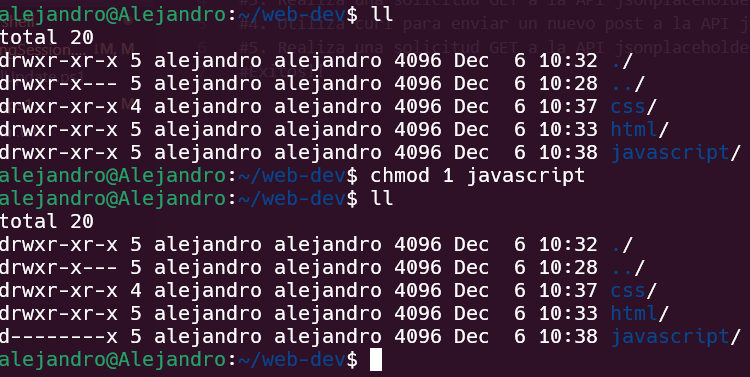 alejandro@Alejandro:~/web-dev$ ll
total 20
drwxr-xr-x 5 alejandro alejandro 4096 Dec  6 10:32 ./
drwxr-x--- 5 alejandro alejandro 4096 Dec  6 10:28 ../
drwxr-xr-x 4 alejandro alejandro 4096 Dec  6 10:37 css/
drwxr-xr-x 5 alejandro alejandro 4096 Dec  6 10:33 html/
drwxr-xr-x 5 alejandro alejandro 4096 Dec  6 10:38 javascript/
alejandro@Alejandro:~/web-dev$ chmod 1 javascript
alejandro@Alejandro:~/web-dev$ ll
total 20
drwxr-xr-x 5 alejandro alejandro 4096 Dec  6 10:32 ./
drwxr-x--- 5 alejandro alejandro 4096 Dec  6 10:28 ../
drwxr-xr-x 4 alejandro alejandro 4096 Dec  6 10:37 css/
drwxr-xr-x 5 alejandro alejandro 4096 Dec  6 10:33 html/
d--------x 5 alejandro alejandro 4096 Dec  6 10:38 javascript/
alejandro@Alejandro:~/web-dev$